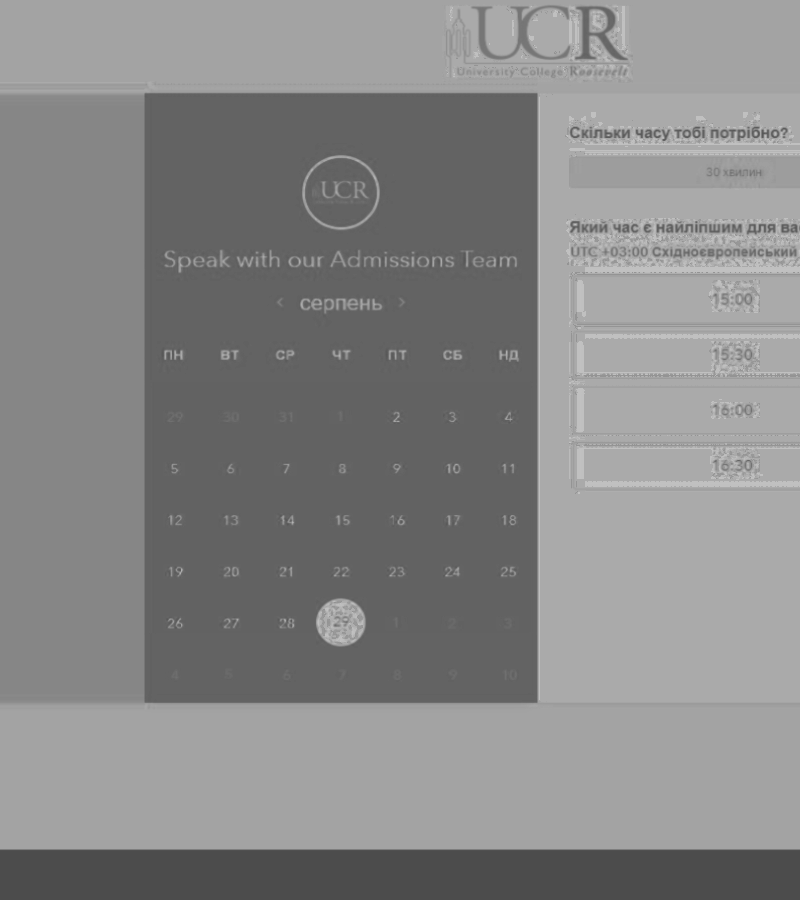 UCR
University College Roosevelt
UCR
Speak with our Admissions Team
‹ серпень ›
ПН ВТ СР ЧТ ПТ СБ НД
29 30 31 1 2 3 4
5 6 7 8 9 10 11
12 13 14 15 16 17 18
19 20 21 22 23 24 25
26 27 28 29 1 2 3
4 5 6 7 8 9 10
Скільки часу тобі потрібно?
30 хвилин
Який час є найліпшим для ва
UTC +03:00 Східноєвропейський
15:00
15:30
16:00
16:30